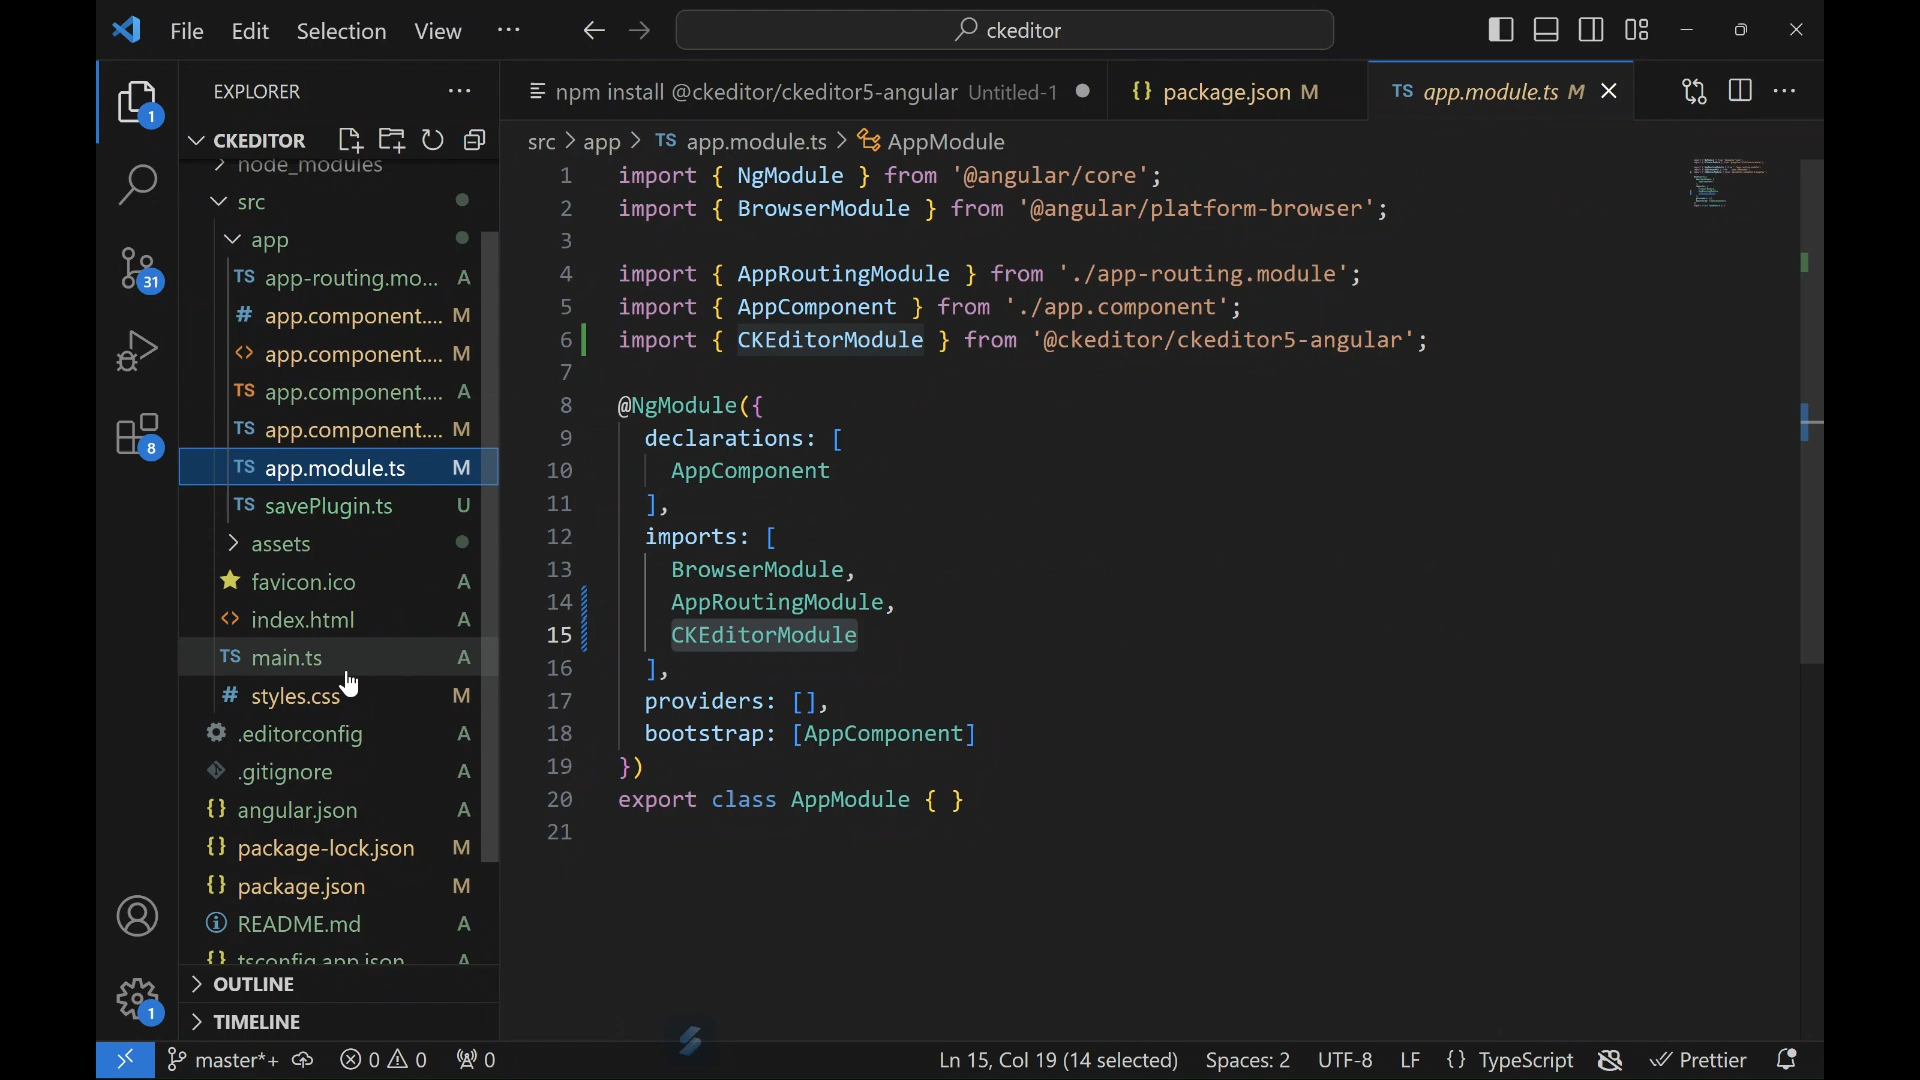 File Edit Selection View ··· ckeditor
EXPLORER ···
npm install @ckeditor/ckeditor5-angular Untitled-1
{} package.json M
TS app.module.ts M
CKEDITOR
src > app > TS app.module.ts > AppModule
node_modules
src
app
TS app-routing.mo... A
# app.component.... M
<> app.component.... M
TS app.component.... A
TS app.component.... M
TS app.module.ts M
TS savePlugin.ts U
assets
favicon.ico A
<> index.html A
TS main.ts A
# styles.css M
.editorconfig A
.gitignore A
{} angular.json A
{} package-lock.json M
{} package.json M
README.md A
{} tsconfig.app.json A
OUTLINE
TIMELINE
1
31
8
1
1 import { NgModule } from '@angular/core';
2 import { BrowserModule } from '@angular/platform-browser';
3
4 import { AppRoutingModule } from './app-routing.module';
5 import { AppComponent } from './app.component';
6 import { CKEditorModule } from '@ckeditor/ckeditor5-angular';
7
8 @NgModule({
9 declarations: [
10 AppComponent
11 ],
12 imports: [
13 BrowserModule,
14 AppRoutingModule,
15 CKEditorModule
16 ],
17 providers: [],
18 bootstrap: [AppComponent]
19 })
20 export class AppModule { }
21
master*+ 0 0 0 Ln 15, Col 19 (14 selected) Spaces: 2 UTF-8 LF {} TypeScript Prettier